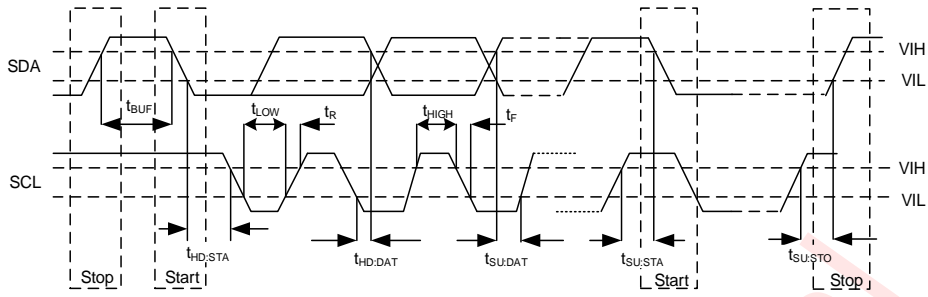 SDA
VIH
VIL
tBUF
tLOW
tR
tHIGH
tF
SCL
VIH
VIL
tHD:STA
tHD:DAT
tSU:DAT
tSU:STA
tSU:STO
Stop
Start
Start
Stop